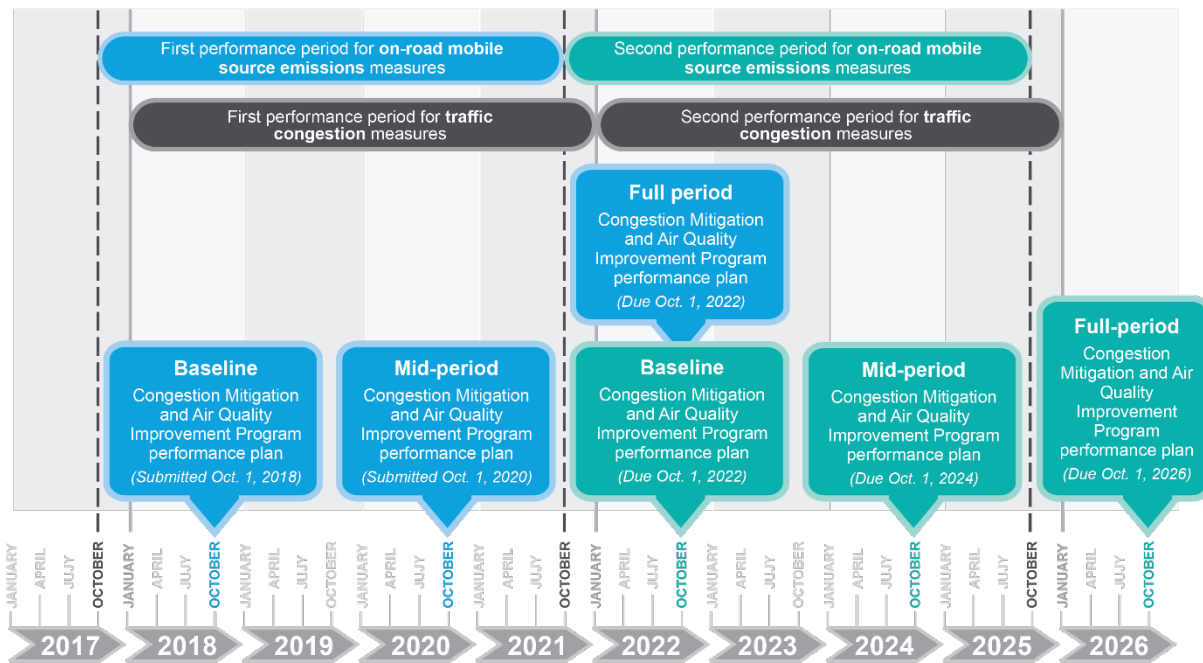 First performance period for on-road mobile
source emissions measures
Second performance period for on-road mobile
source emissions measures
First performance period for traffic
congestion measures
Second performance period for traffic
congestion measures
Full period
Congestion Mitigation
and Air Quality
Improvement Program
performance plan
(Due Oct. 1, 2022)
Baseline
Congestion Mitigation
and Air Quality
Improvement Program
performance plan
(Submitted Oct. 1, 2018)
Mid-period
Congestion Mitigation
and Air Quality
Improvement Program
performance plan
(Submitted Oct. 1, 2020)
Baseline
Congestion Mitigation
and Air Quality
Improvement Program
performance plan
(Due Oct. 1, 2022)
Mid-period
Congestion Mitigation
and Air Quality
Improvement Program
performance plan
(Due Oct. 1, 2024)
Full-period
Congestion
Mitigation and Air
Quality
Improvement
Program
performance plan
(Due Oct. 1, 2026)
JANUARY
APRIL
JUJY
OCTOBER
JANUARY
APRIL
JUJY
OCTOBER
JANUARY
APRIL
JUJY
OCTOBER
JANUARY
APRIL
JUJY
OCTOBER
JANUARY
APRIL
JUJY
OCTOBER
JANUARY
APRIL
JUJY
OCTOBER
JANUARY
APRIL
JUJY
OCTOBER
JANUARY
APRIL
JUJY
OCTOBER
JANUARY
APRIL
JUJY
OCTOBER
JANUARY
APRIL
JUJY
OCTOBER
2017
2018
2019
2020
2021
2022
2023
2024
2025
2026